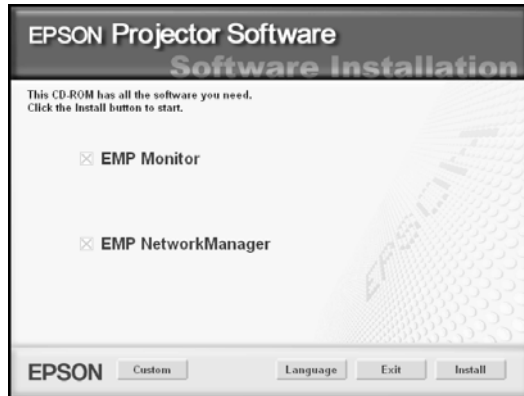 EPSON Projector Software
Software Installation
This CD-ROM has all the software you need.
Click the Install button to start.
EMP Monitor
EMP NetworkManager
EPSON
EPSON
Custom
Language
Exit
Install